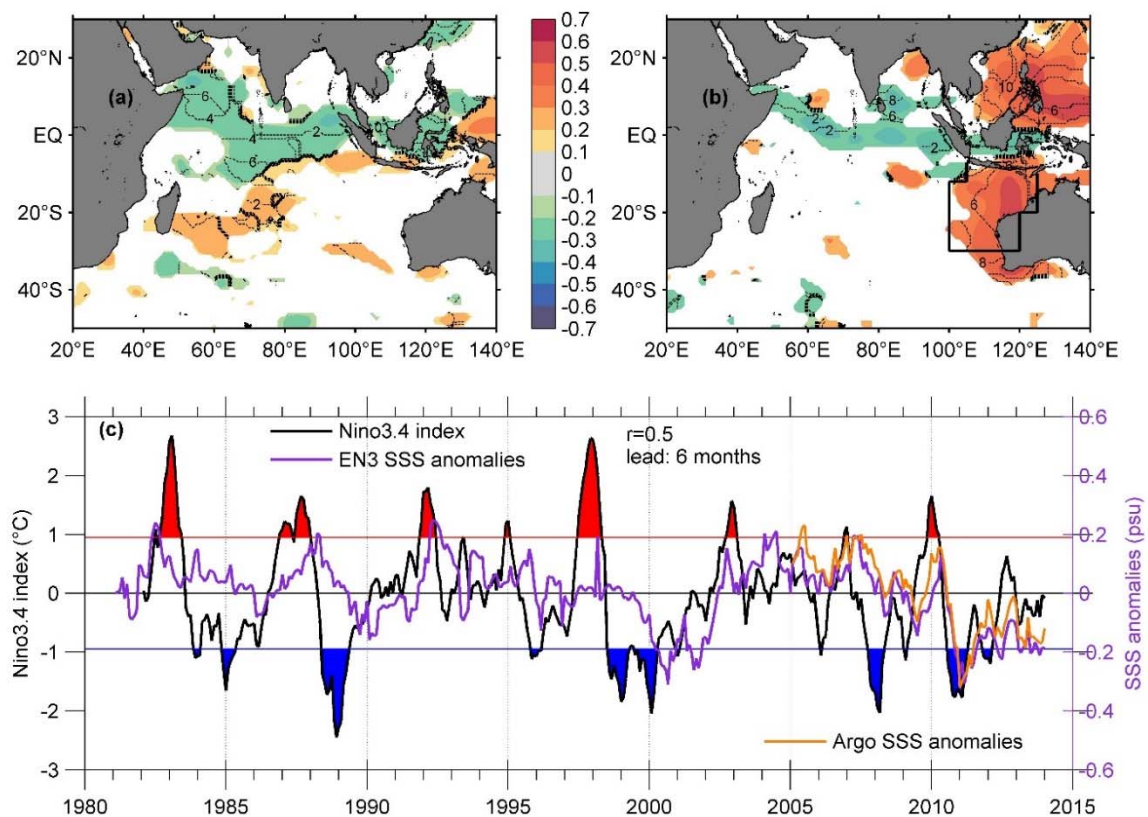 (a)
20°N
EQ
20°S
40°S
20°E 40°E 60°E 80°E 100°E 120°E 140°E
6
4
2
4
6
2
0.7
0.6
0.5
0.4
0.3
0.2
0.1
0
-0.1
-0.2
-0.3
-0.4
-0.5
-0.6
-0.7
(b)
20°N
EQ
20°S
40°S
20°E 40°E 60°E 80°E 100°E 120°E 140°E
10
8
6
6
2
2
6
8
(c)
Nino3.4 index
EN3 SSS anomalies
r=0.5
lead: 6 months
Argo SSS anomalies
Nino3.4 index (°C)
3
2
1
0
-1
-2
-3
SSS anomalies (psu)
0.6
0.4
0.2
0
-0.2
-0.4
-0.6
1980 1985 1990 1995 2000 2005 2010 2015